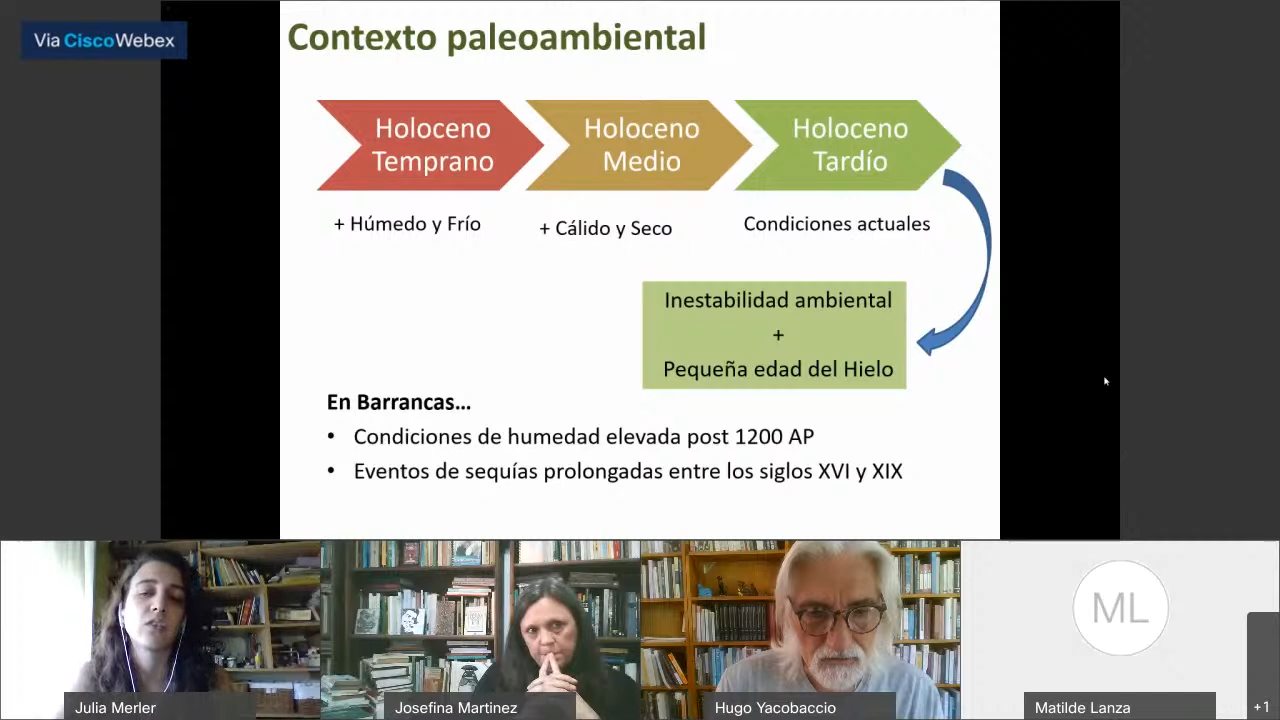 Via CiscoWebex
Contexto paleoambiental
Holoceno
Temprano
Holoceno
Medio
Holoceno
Tardío
+ Húmedo y Frío
+ Cálido y Seco
Condiciones actuales
Inestabilidad ambiental
+
Pequeña edad del Hielo
En Barrancas...
• Condiciones de humedad elevada post 1200 AP
• Eventos de sequías prolongadas entre los siglos XVI y XIX
ML
Julia Merler
Josefina Martinez
Hugo Yacobaccio
Matilde Lanza
+1